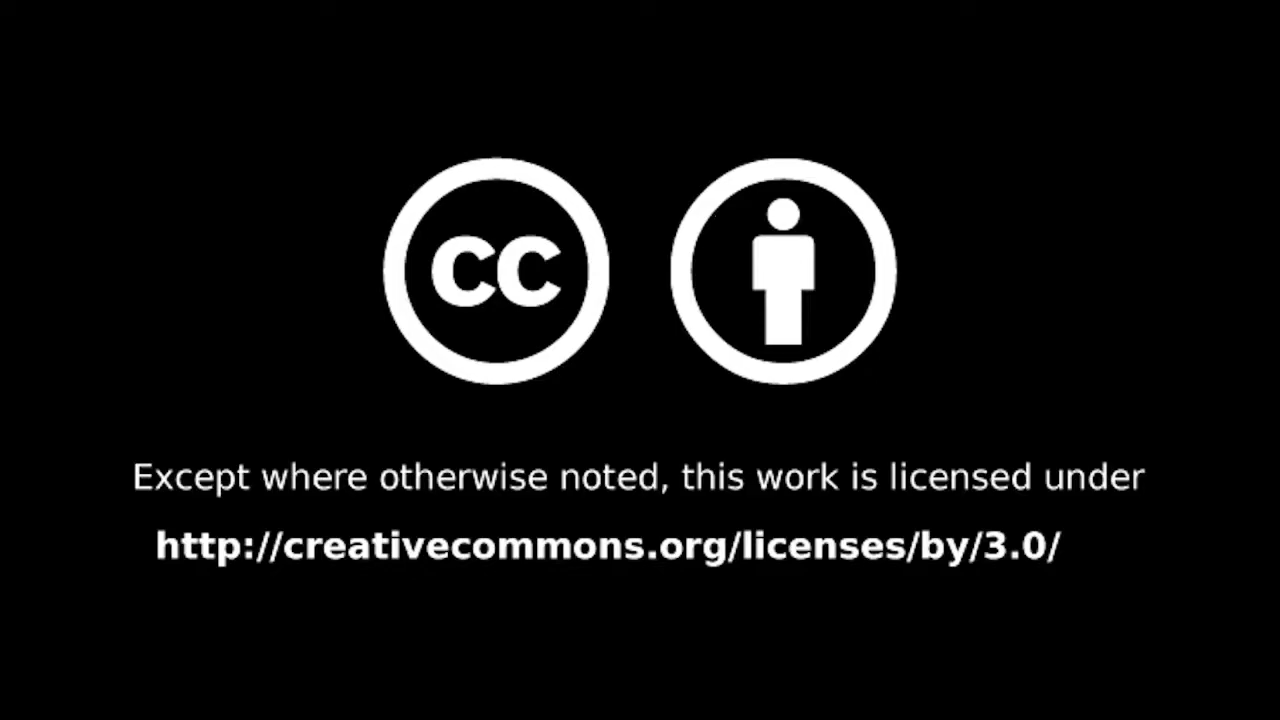 cc
Except where otherwise noted, this work is licensed under
http://creativecommons.org/licenses/by/3.0/